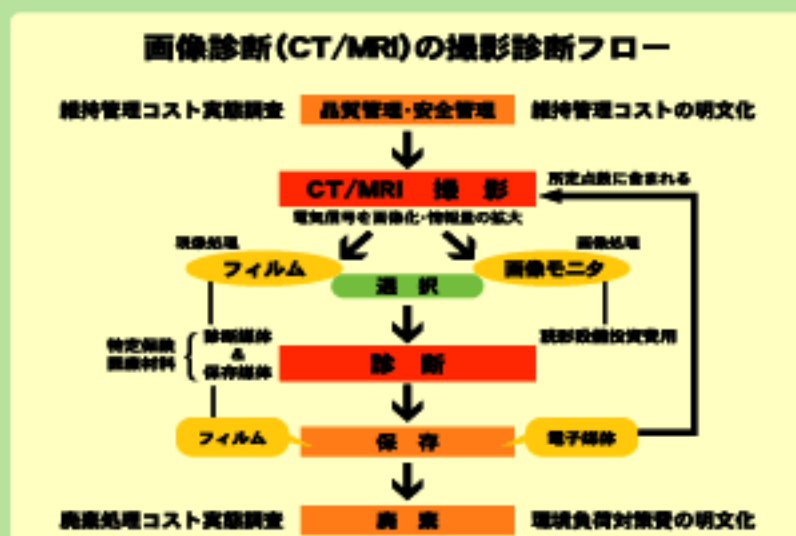 画像診断(CT/MRI)の撮影診断フロー
維持管理コスト実態調査 品質管理・安全管理 維持管理コストの明文化
CT/MRI 撮影 所定点数に含まれる
電気信号を画像化・情報量の拡大
現像処理 画像処理
フィルム 画像モニタ
選択
特定保険
医療材料
診断媒体
&
保存媒体
読影設備投資費用
診断
フィルム 保存 電子媒体
廃棄処理コスト実態調査 廃棄 環境負荷対策費の明文化